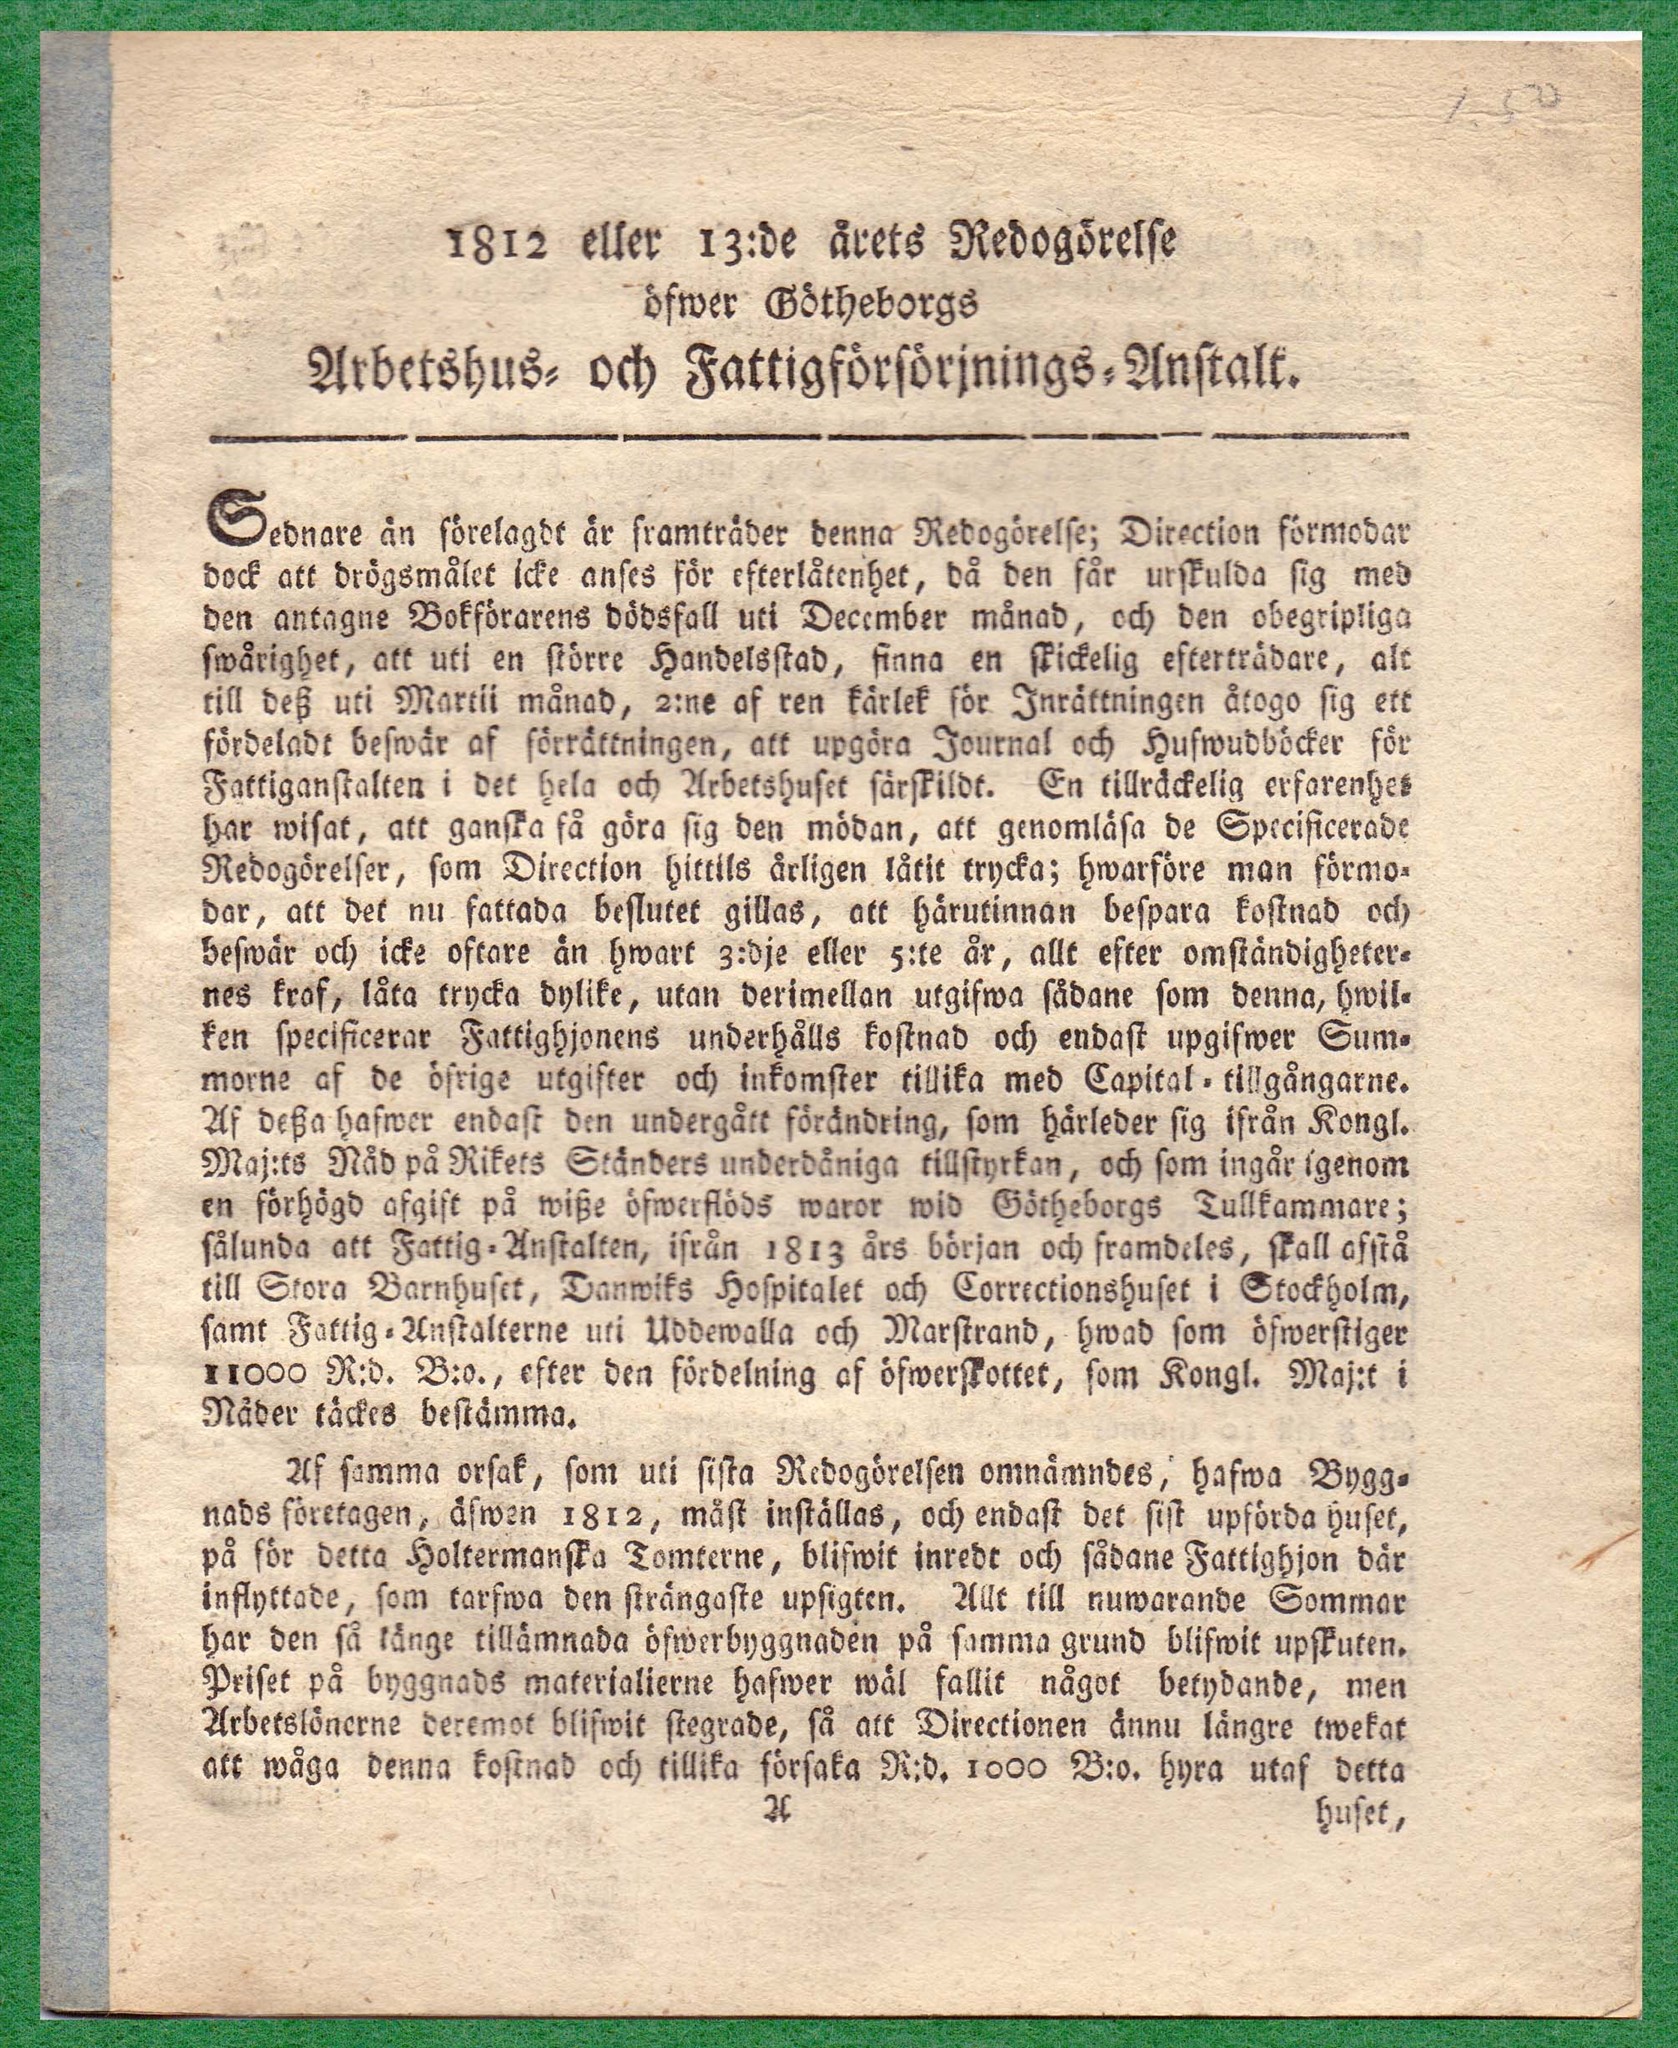 1.50
1812 eller 13:de årets Redogörelse
öfwer Götheborgs
Arbetshus- och Fattigförsörjnings-Anstalt.
Sednare än förelagdt är framträder denna Redogörelse; Direction förmodar
dock att drögsmålet icke anses för efterlåtenhet, då den får urskulda sig med
den antagne Bokförarens dödsfall uti December månad, och den obegripliga
swårighet, att uti en större Handelsstad, finna en skickelig efterträdare, alt
till deß uti Martii månad, 2:ne af ren kärlek för Inrättningen åtogo sig ett
fördeladt beswär af förrättningen, att upgöra Journal och Hufwudböcker för
Fattiganstalten i det hela och Arbetshuset särskildt. En tillräckelig erfarenhet
har wisat, att ganska få göra sig den mödan, att genomläsa de Specificerade
Redogörelser, som Direction hittils årligen låtit trycka; hwarföre man förmo-
dar, att det nu fattada beslutet gillas, att härutinnan bespara kostnad och
beswär och icke oftare än hwart 3:dje eller 5:te år, allt efter omständigheter-
nes kraf, låta trycka dylike, utan derimellan utgifwa sådane som denna, hwil-
ken specificerar Fattighjonens underhålls kostnad och endast upgifwer Sum-
morne af de öfrige utgifter och inkomster tillika med Capital-tillgångarne.
Af deßa hafwer endast den undergått förändring, som härleder sig ifrån Kongl.
Maj:ts Nåd på Rikets Ständers underdåniga tillstyrkan, och som ingår igenom
en förhögd afgift på wiße öfwerflöds waror wid Götheborgs Tullkammare;
sålunda att Fattig-Anstalten, ifrån 1813 års början och framdeles, skall afstå
till Stora Barnhuset, Danwiks Hospitalet och Correctionshuset i Stockholm,
samt Fattig-Anstalterne uti Uddewalla och Marstrand, hwad som öfwerstiger
11000 R:d. B:o., efter den fördelning af öfwerskottet, som Kongl. Maj:t i
Nåder täckes bestämma.
Af samma orsak, som uti sista Redogörelsen omnämndes, hafwa Bygg-
nads företagen, äfwen 1812, måst inställas, och endast det sist upförda huset,
på för detta Holtermanska Tomterne, blifwit inredt och sådane Fattighjon där
inflyttade, som tarfwa den strängaste upsigten. Allt till nuwarande Sommar
har den så länge tillämnada öfwerbyggnaden på samma grund blifwit upskuten.
Priset på byggnads materialierne hafwer wäl fallit något betydande, men
Arbetslönerne deremot blifwit stegrade, så att Directionen ännu längre twekat
att wåga denna kostnad och tillika försaka R:d. 1000 B:o. hyra utaf detta
A huset,